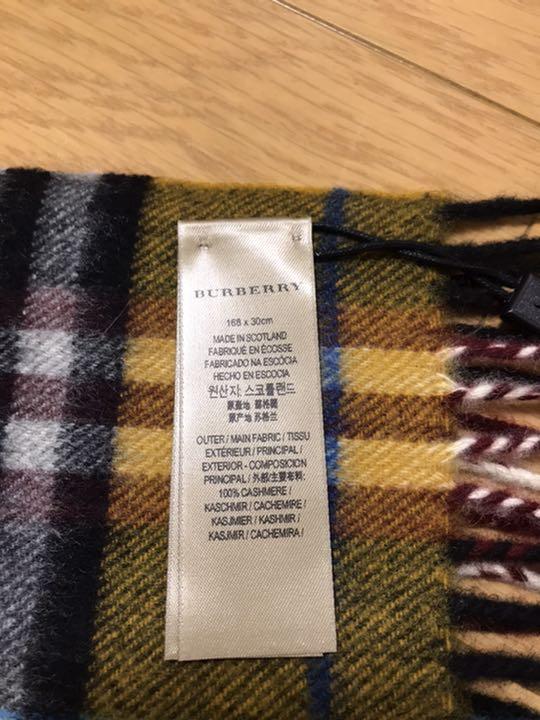 BURBERRY
168 x 30cm
MADE IN SCOTLAND
FABRIQUÉ EN ÉCOSSE
FABRICADO NA ESCÓCIA
HECHO EN ESCOCIA
원산지: 스코틀랜드
原產地 蘇格蘭
原产地 苏格兰
OUTER / MAIN FABRIC / TISSU
EXTÉRIEUR / PRINCIPAL /
EXTERIOR - COMPOSICION
PRINCIPAL / 外部/主要布料:
100% CASHMERE /
KASCHMIR / CACHEMIRE /
KASJMIER / KASHMIR /
KASJMIR / CACHEMIRA /